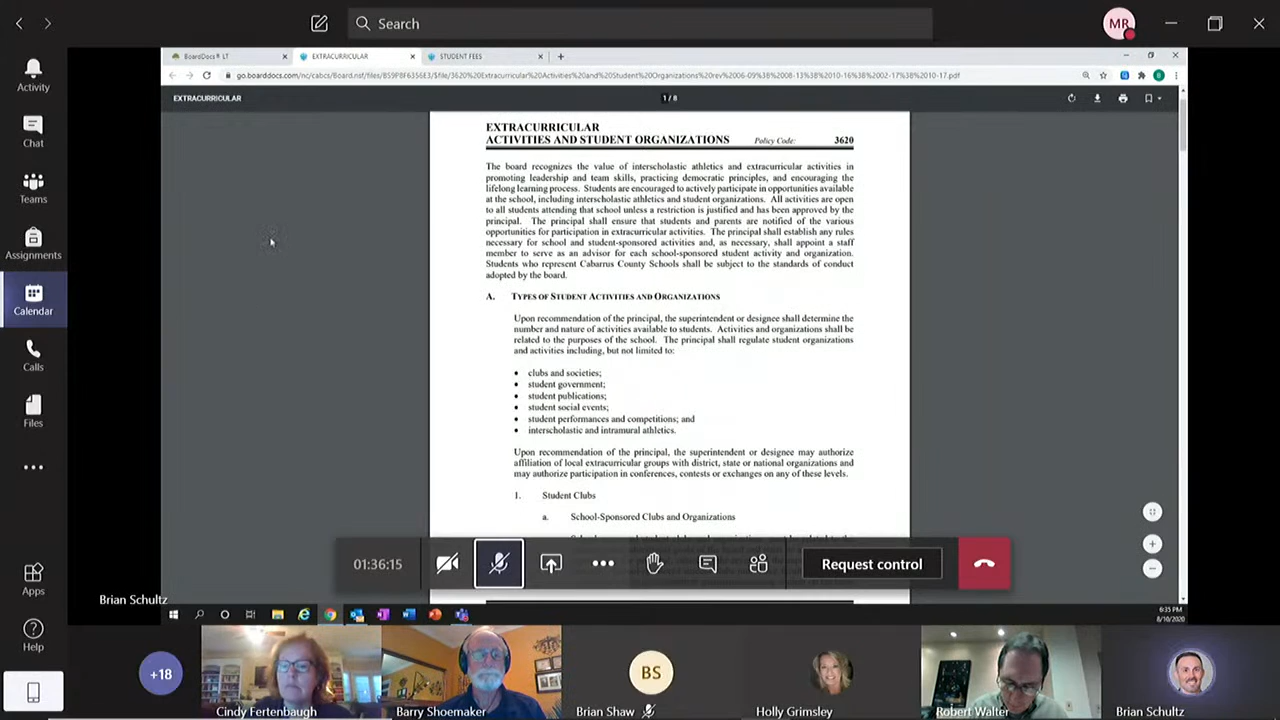 Search
MR
Activity
Chat
Teams
Assignments
Calendar
Calls
Files
Apps
Help
BoardDocs® LT
EXTRACURRICULAR
STUDENT FEES
EXTRACURRICULAR
1 / 8
EXTRACURRICULAR
ACTIVITIES AND STUDENT ORGANIZATIONS Policy Code: 3620
The board recognizes the value of interscholastic athletics and extracurricular activities in
promoting leadership and team skills, practicing democratic principles, and encouraging the
lifelong learning process. Students are encouraged to actively participate in opportunities available
at the school, including interscholastic athletics and student organizations. All activities are open
to all students attending that school unless a restriction is justified and has been approved by the
principal. The principal shall ensure that students and parents are notified of the various
opportunities for participation in extracurricular activities. The principal shall establish any rules
necessary for school and student-sponsored activities and, as necessary, shall appoint a staff
member to serve as an advisor for each school-sponsored student activity and organization.
Students who represent Cabarrus County Schools shall be subject to the standards of conduct
adopted by the board.
A. TYPES OF STUDENT ACTIVITIES AND ORGANIZATIONS
Upon recommendation of the principal, the superintendent or designee shall determine the
number and nature of activities available to students. Activities and organizations shall be
related to the purposes of the school. The principal shall regulate student organizations
and activities including, but not limited to:
• clubs and societies;
• student government;
• student publications;
• student social events;
• student performances and competitions; and
• interscholastic and intramural athletics.
Upon recommendation of the principal, the superintendent or designee may authorize
affiliation of local extracurricular groups with district, state or national organizations and
may authorize participation in conferences, contests or exchanges on any of these levels.
1. Student Clubs
a. School-Sponsored Clubs and Organizations
01:36:15
Request control
Brian Schultz
6:35 PM
8/10/2020
+18
Cindy Fertenbaugh
Barry Shoemaker
BS
Brian Shaw
Holly Grimsley
Robert Walter
Brian Schultz